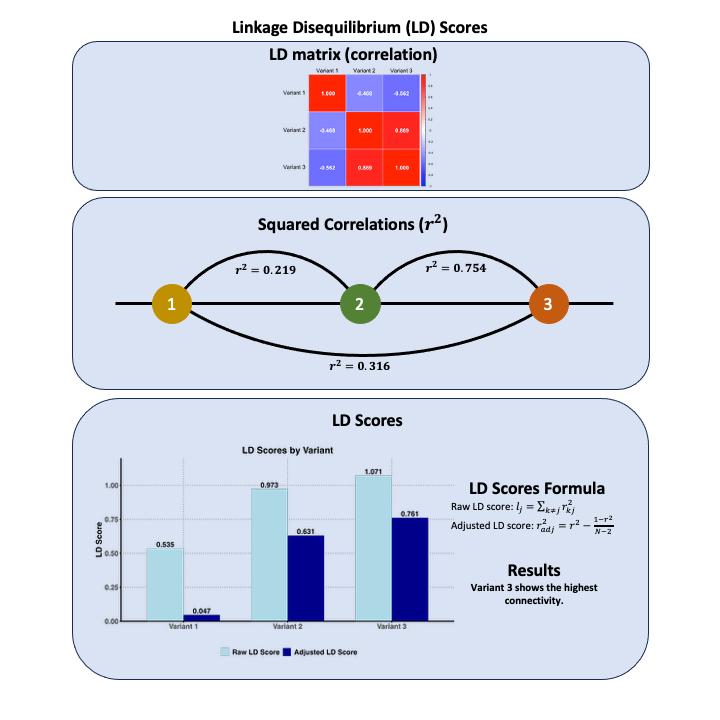 Linkage Disequilibrium (LD) Scores
LD matrix (correlation)
Variant 1 Variant 2 Variant 3
Variant 1 1.000 -0.468 -0.562
Variant 2 -0.468 1.000 0.869
Variant 3 -0.562 0.869 1.000
Squared Correlations (r²)
r² = 0.219
r² = 0.754
1 2 3
r² = 0.316
LD Scores
LD Scores by Variant
LD Score
1.00
0.75
0.50
0.25
0.00
0.535
0.047
0.973
0.631
1.071
0.761
Variant 1 Variant 2 Variant 3
Raw LD Score Adjusted LD Score
LD Scores Formula
Raw LD score: l_j = ∑_{k≠j} r²_{kj}
Adjusted LD score: r²_{adj} = r² − (1−r²)/(N−2)
Results
Variant 3 shows the highest
connectivity.